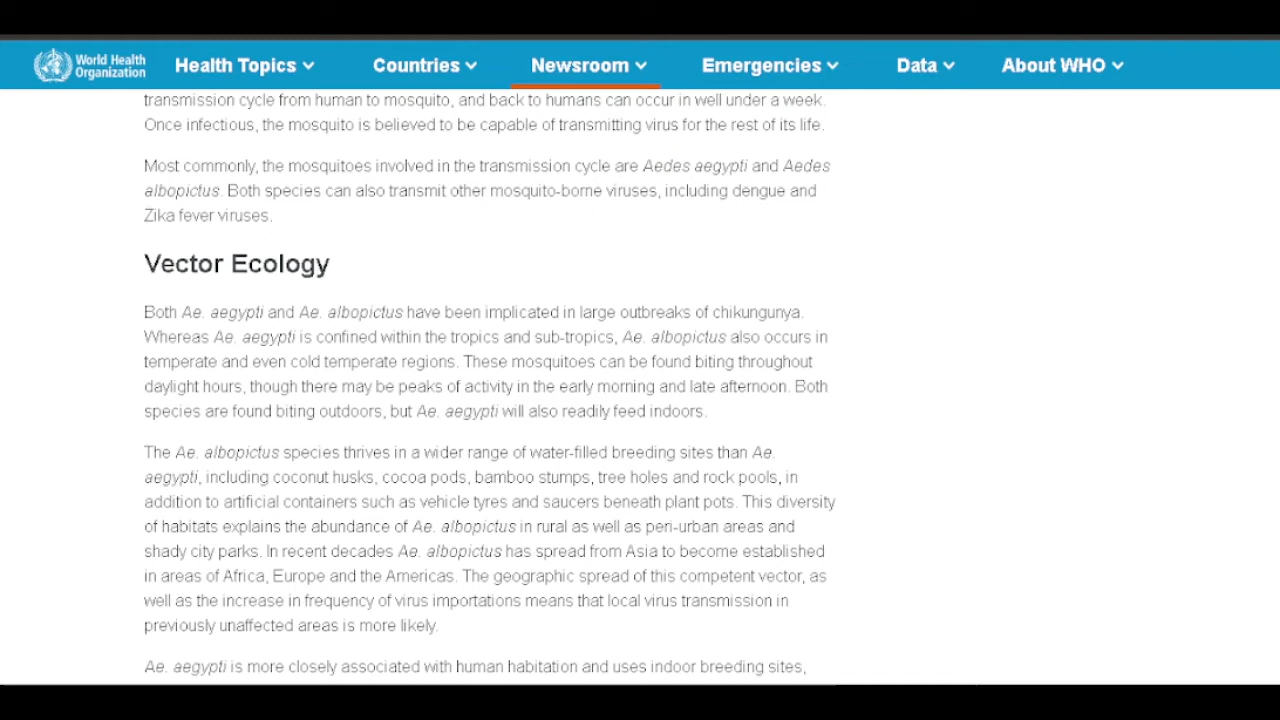 World Health
Organization
Health Topics
Countries
Newsroom
Emergencies
Data
About WHO
transmission cycle from human to mosquito, and back to humans can occur in well under a week.
Once infectious, the mosquito is believed to be capable of transmitting virus for the rest of its life.
Most commonly, the mosquitoes involved in the transmission cycle are Aedes aegypti and Aedes
albopictus. Both species can also transmit other mosquito-borne viruses, including dengue and
Zika fever viruses.
Vector Ecology
Both Ae. aegypti and Ae. albopictus have been implicated in large outbreaks of chikungunya.
Whereas Ae. aegypti is confined within the tropics and sub-tropics, Ae. albopictus also occurs in
temperate and even cold temperate regions. These mosquitoes can be found biting throughout
daylight hours, though there may be peaks of activity in the early morning and late afternoon. Both
species are found biting outdoors, but Ae. aegypti will also readily feed indoors.
The Ae. albopictus species thrives in a wider range of water-filled breeding sites than Ae.
aegypti, including coconut husks, cocoa pods, bamboo stumps, tree holes and rock pools, in
addition to artificial containers such as vehicle tyres and saucers beneath plant pots. This diversity
of habitats explains the abundance of Ae. albopictus in rural as well as peri-urban areas and
shady city parks. In recent decades Ae. albopictus has spread from Asia to become established
in areas of Africa, Europe and the Americas. The geographic spread of this competent vector, as
well as the increase in frequency of virus importations means that local virus transmission in
previously unaffected areas is more likely.
Ae. aegypti is more closely associated with human habitation and uses indoor breeding sites,